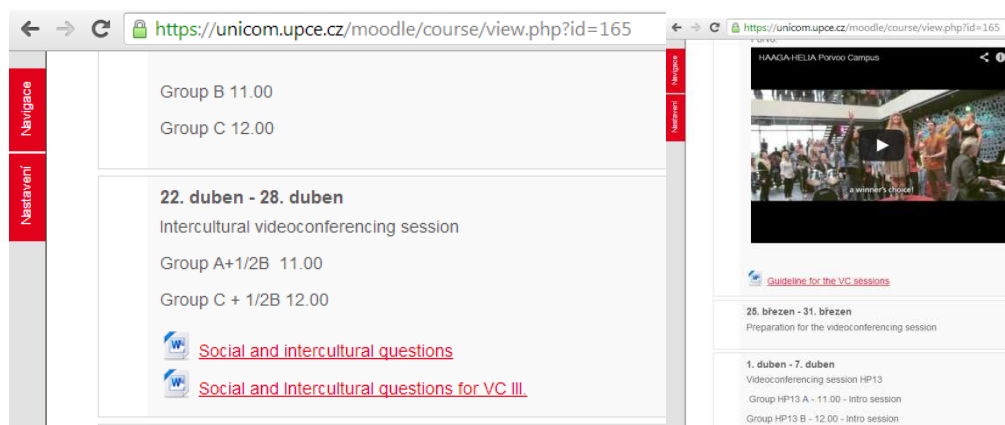 https://unicom.upce.cz/moodle/course/view.php?id=165
Navigace
Nastavení
Group B 11.00
Group C 12.00
22. duben - 28. duben
Intercultural videoconferencing session
Group A+1/2B 11.00
Group C + 1/2B 12.00
Social and intercultural questions
Social and Intercultural questions for VC III.
https://unicom.upce.cz/moodle/course/view.php?id=165
Navigace
Nastavení
HAAGA-HELIA Porvoo Campus
a winner's choice!
Guideline for the VC sessions
25. březen - 31. březen
Preparation for the videoconferencing session
1. duben - 7. duben
Videoconferencing session HP13
Group HP13 A - 11.00 - Intro session
Group HP13 B - 12.00 - Intro session